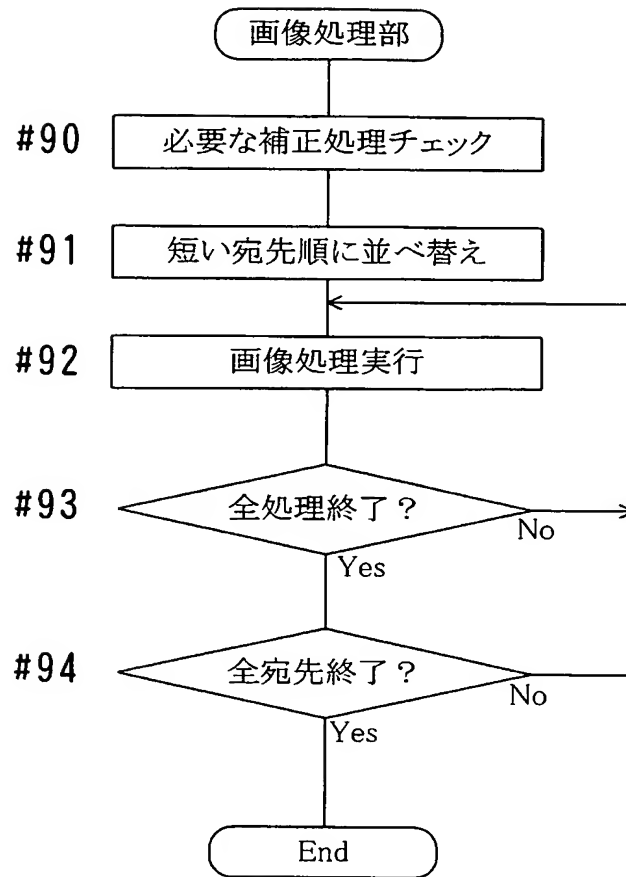 画像処理部
#90 必要な補正処理チェック
#91 短い宛先順に並べ替え
#92 画像処理実行
#93 全処理終了?
No
Yes
#94 全宛先終了?
No
Yes
End